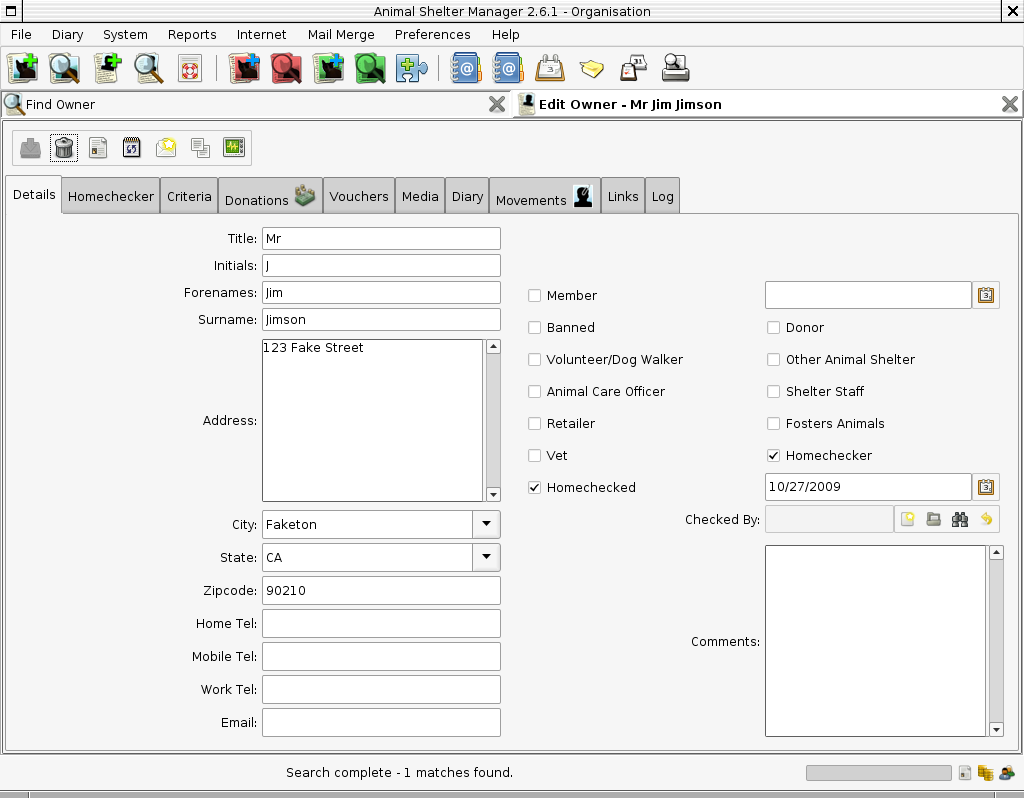 Animal Shelter Manager 2.6.1 - Organisation
File Diary System Reports Internet Mail Merge Preferences Help
Find Owner Edit Owner - Mr Jim Jimson
Details Homechecker Criteria Donations Vouchers Media Diary Movements Links Log
Title: Mr
Initials: J
Forenames: Jim
Member
Surname: Jimson
Banned Donor
123 Fake Street
Volunteer/Dog Walker Other Animal Shelter
Animal Care Officer Shelter Staff
Address:
Retailer Fosters Animals
Vet Homechecker
Homechecked 10/27/2009
City: Faketon
Checked By:
State: CA
Zipcode: 90210
Home Tel:
Comments:
Mobile Tel:
Work Tel:
Email:
Search complete - 1 matches found.